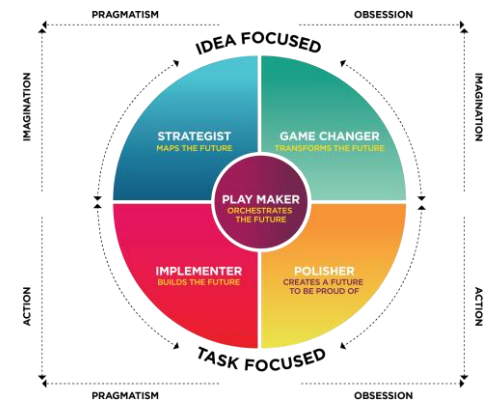 PRAGMATISM
OBSESSION
IDEA FOCUSED
IMAGINATION
IMAGINATION
STRATEGIST
MAPS THE FUTURE
GAME CHANGER
TRANSFORMS THE FUTURE
PLAY MAKER
ORCHESTRATES
THE FUTURE
IMPLEMENTER
BUILDS THE FUTURE
POLISHER
CREATES A FUTURE
TO BE PROUD OF
ACTION
ACTION
TASK FOCUSED
PRAGMATISM
OBSESSION